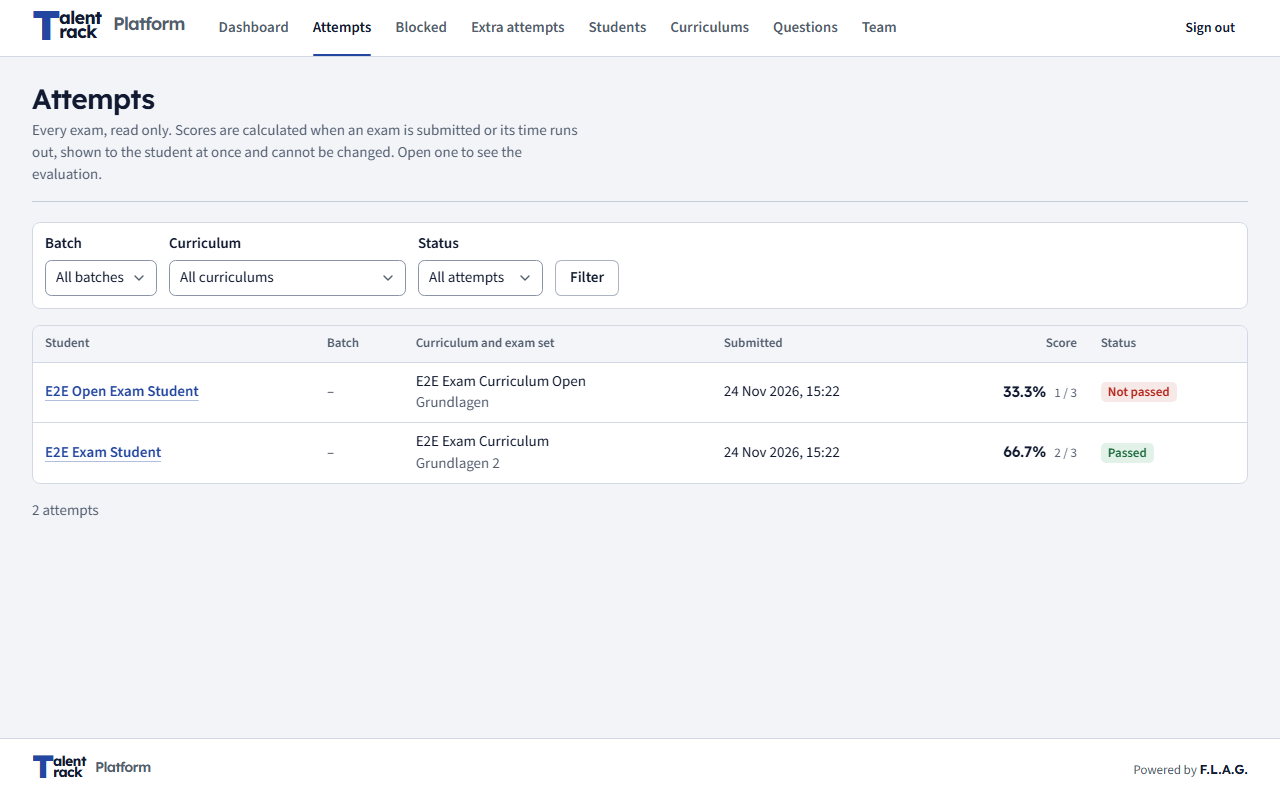 Talent rack Platform Dashboard Attempts Blocked Extra attempts Students Curriculums Questions Team Sign out
Attempts
Every exam, read only. Scores are calculated when an exam is submitted or its time runs
out, shown to the student at once and cannot be changed. Open one to see the
evaluation.
Batch Curriculum Status
All batches All curriculums All attempts Filter
Student Batch Curriculum and exam set Submitted Score Status
E2E Open Exam Student – E2E Exam Curriculum Open 24 Nov 2026, 15:22 33.3% 1 / 3 Not passed
Grundlagen
E2E Exam Student – E2E Exam Curriculum 24 Nov 2026, 15:22 66.7% 2 / 3 Passed
Grundlagen 2
2 attempts
Talent rack Platform Powered by F.L.A.G.